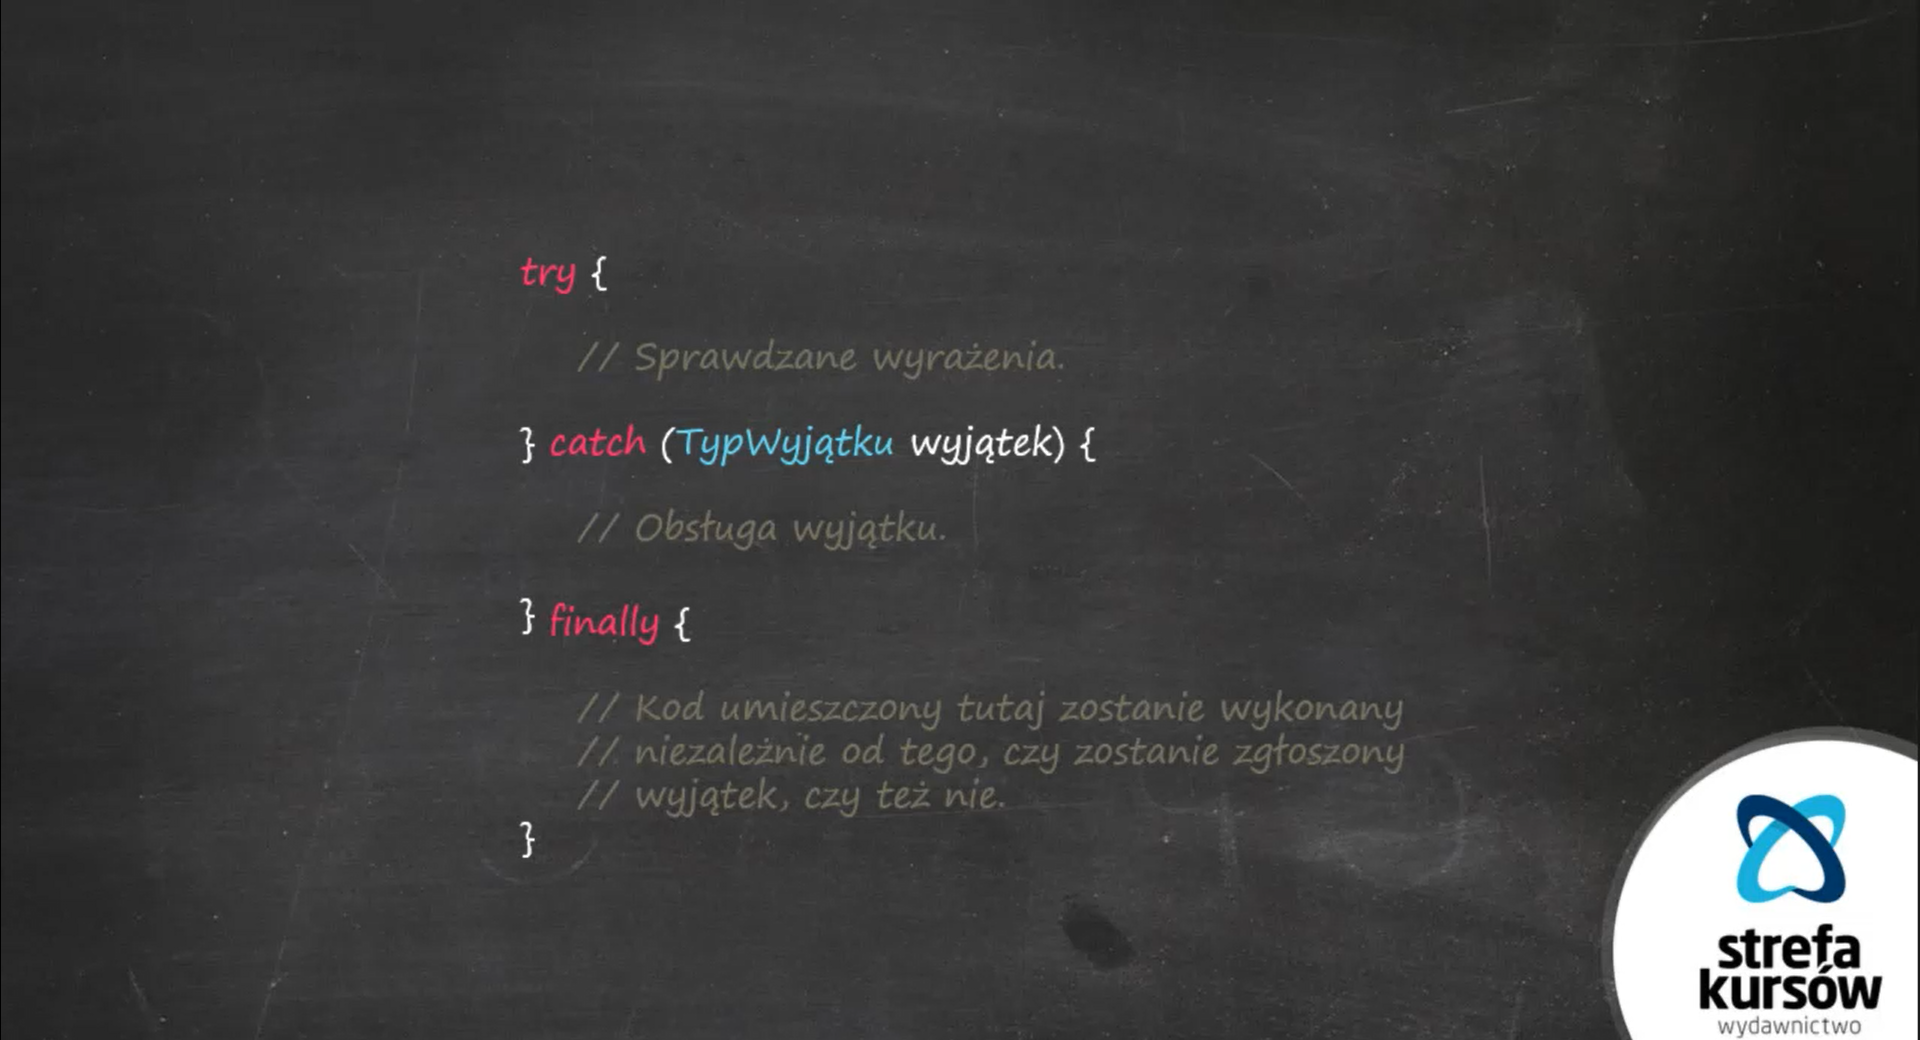 try {
// Sprawdzane wyrażenia.
} catch (TypWyjątku wyjątek) {
// Obsługa wyjątku.
} finally {
// Kod umieszczony tutaj zostanie wykonany
// niezależnie od tego, czy zostanie zgłoszony
// wyjątek, czy też nie.
}
strefa
kursów
wydawnictwo